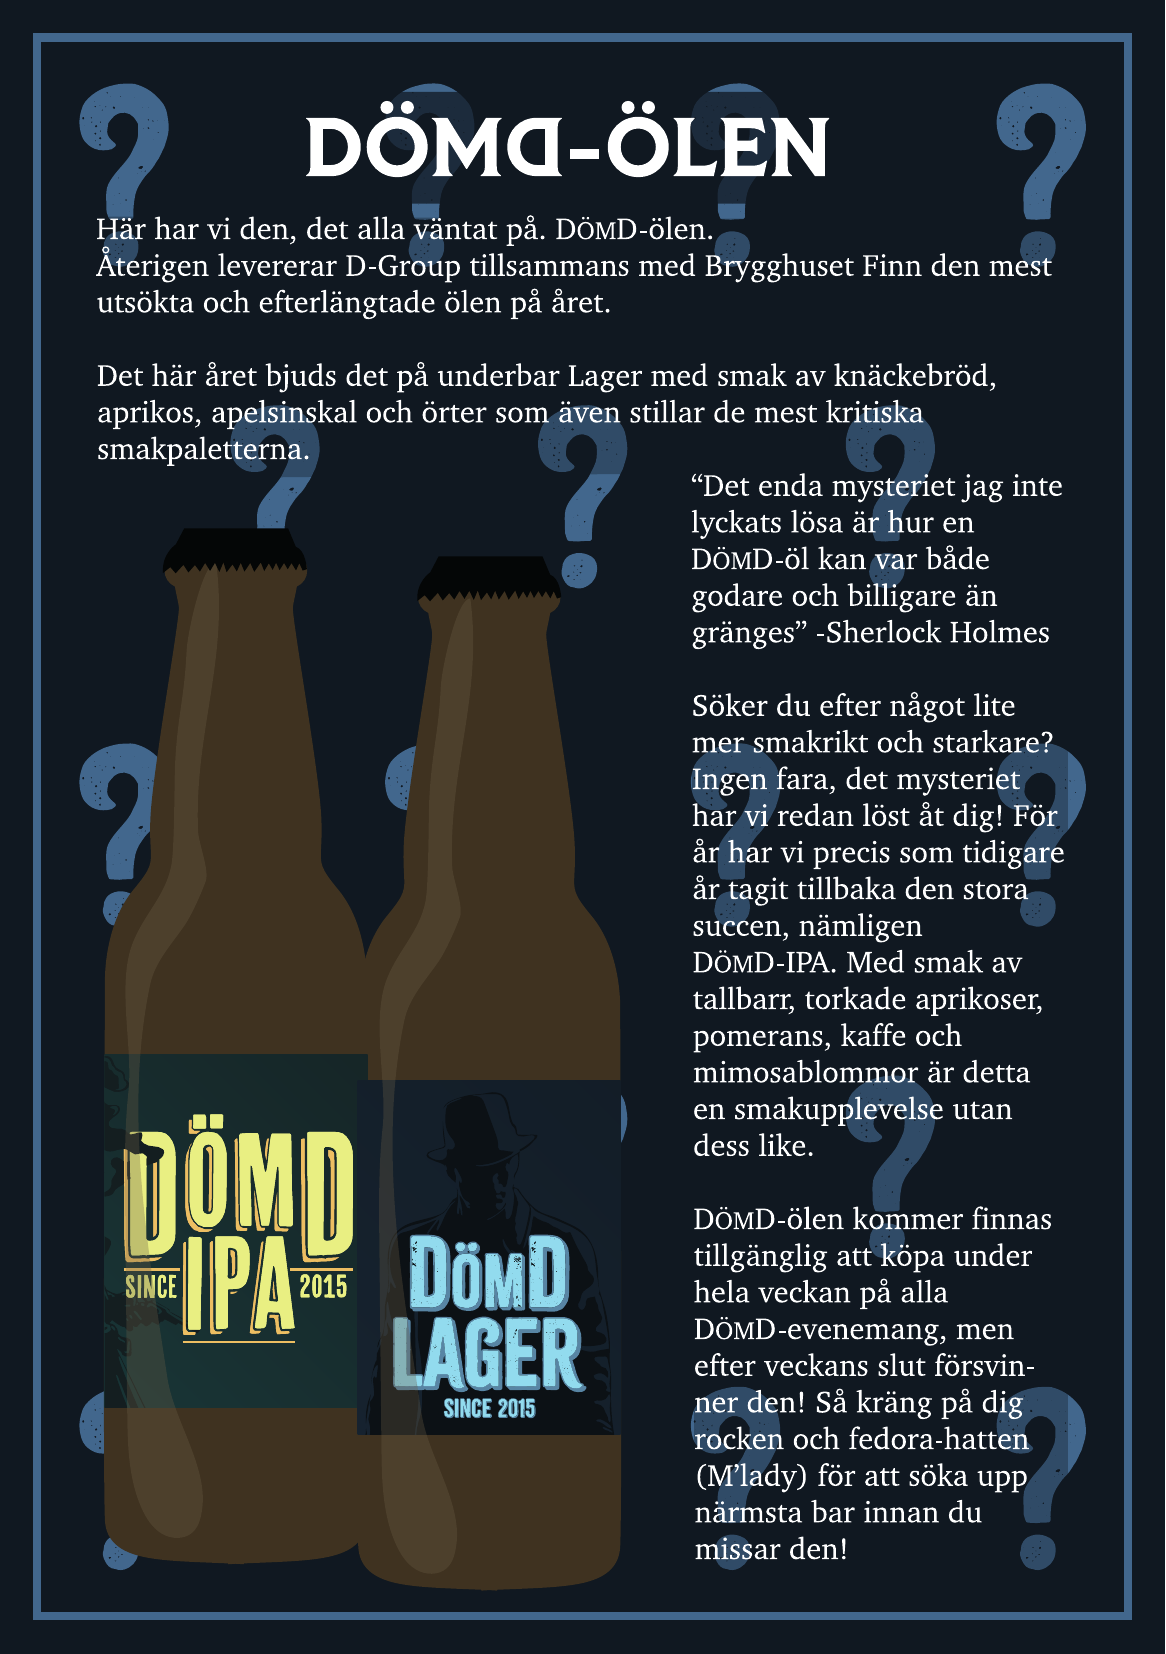 DÖMD-ÖLEN
Här har vi den, det alla väntat på. DÖMD-ölen.
Återigen levererar D-Group tillsammans med Brygghuset Finn den mest
utsökta och efterlängtade ölen på året.
Det här året bjuds det på underbar Lager med smak av knäckebröd,
aprikos, apelsinskal och örter som även stillar de mest kritiska
smakpaletterna.
“Det enda mysteriet jag inte
lyckats lösa är hur en
DÖMD-öl kan var både
godare och billigare än
gränges” -Sherlock Holmes
Söker du efter något lite
mer smakrikt och starkare?
Ingen fara, det mysteriet
har vi redan löst åt dig! För
år har vi precis som tidigare
år tagit tillbaka den stora
succen, nämligen
DÖMD-IPA. Med smak av
tallbarr, torkade aprikoser,
pomerans, kaffe och
mimosablommor är detta
en smakupplevelse utan
dess like.
DÖMD-ölen kommer finnas
tillgänglig att köpa under
hela veckan på alla
DÖMD-evenemang, men
efter veckans slut försvin-
ner den! Så kräng på dig
rocken och fedora-hatten
(M’lady) för att söka upp
närmsta bar innan du
missar den!
DÖMD
IPA
SINCE 2015
DÖMD
LAGER
SINCE 2015